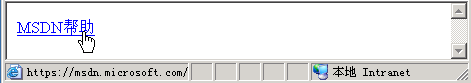 MSDN帮助
https://msdn.microsoft.com/
本地 Intranet